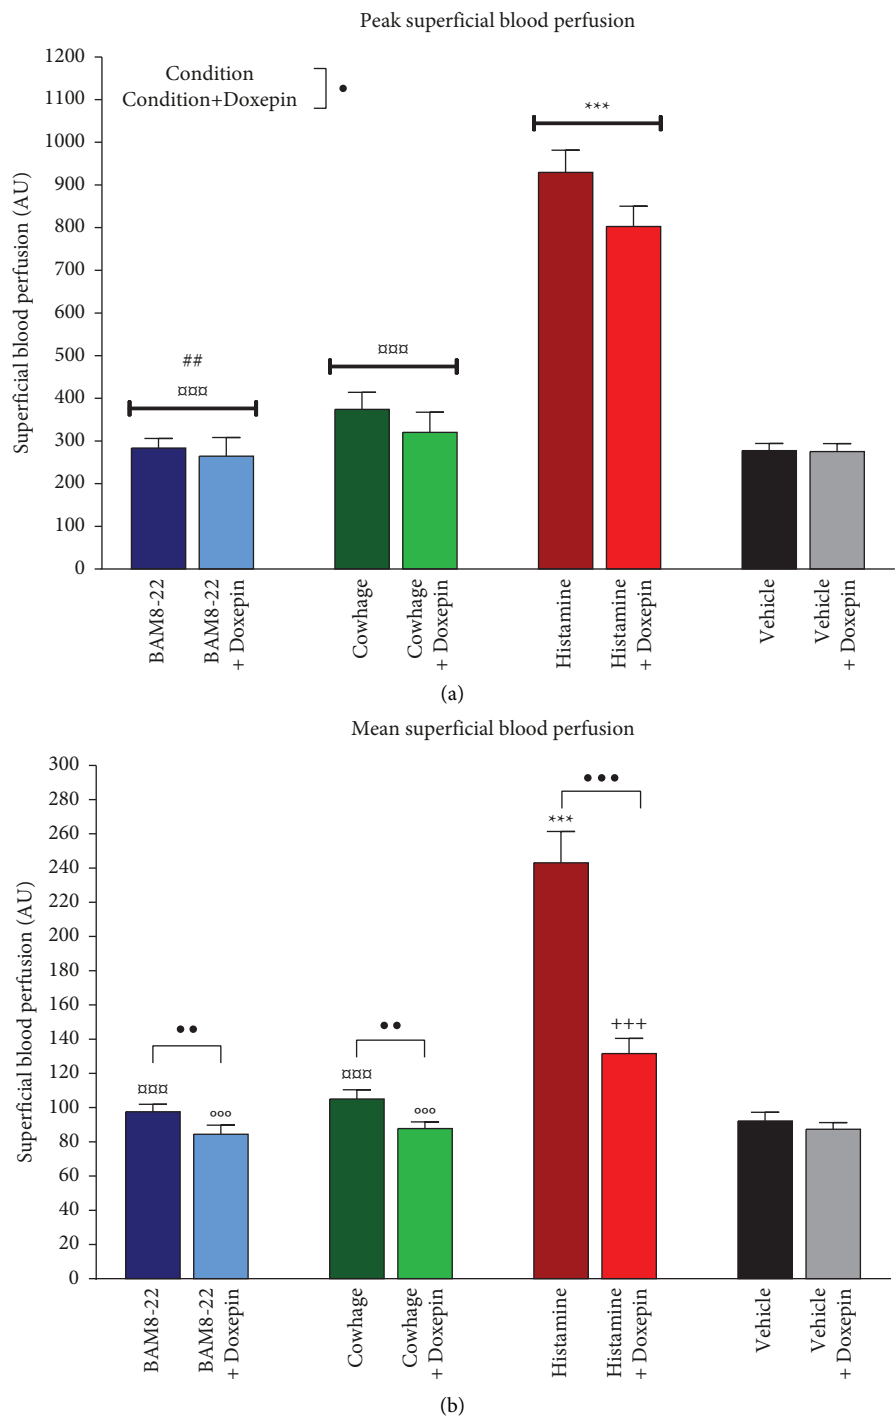 Peak superficial blood perfusion
1200
1100
1000
900
800
700
600
500
400
300
200
100
0
Superficial blood perfusion (AU)
Condition
Condition+Doxepin
•
##
¤¤¤
¤¤¤
***
BAM8-22
BAM8-22
+ Doxepin
Cowhage
Cowhage
+ Doxepin
Histamine
Histamine
+ Doxepin
Vehicle
Vehicle
+ Doxepin
(a)
Mean superficial blood perfusion
300
280
260
240
220
200
180
160
140
120
100
80
60
40
20
0
Superficial blood perfusion (AU)
••
¤¤¤
°°°
••
¤¤¤
°°°
•••
***
+++
BAM8-22
BAM8-22
+ Doxepin
Cowhage
Cowhage
+ Doxepin
Histamine
Histamine
+ Doxepin
Vehicle
Vehicle
+ Doxepin
(b)